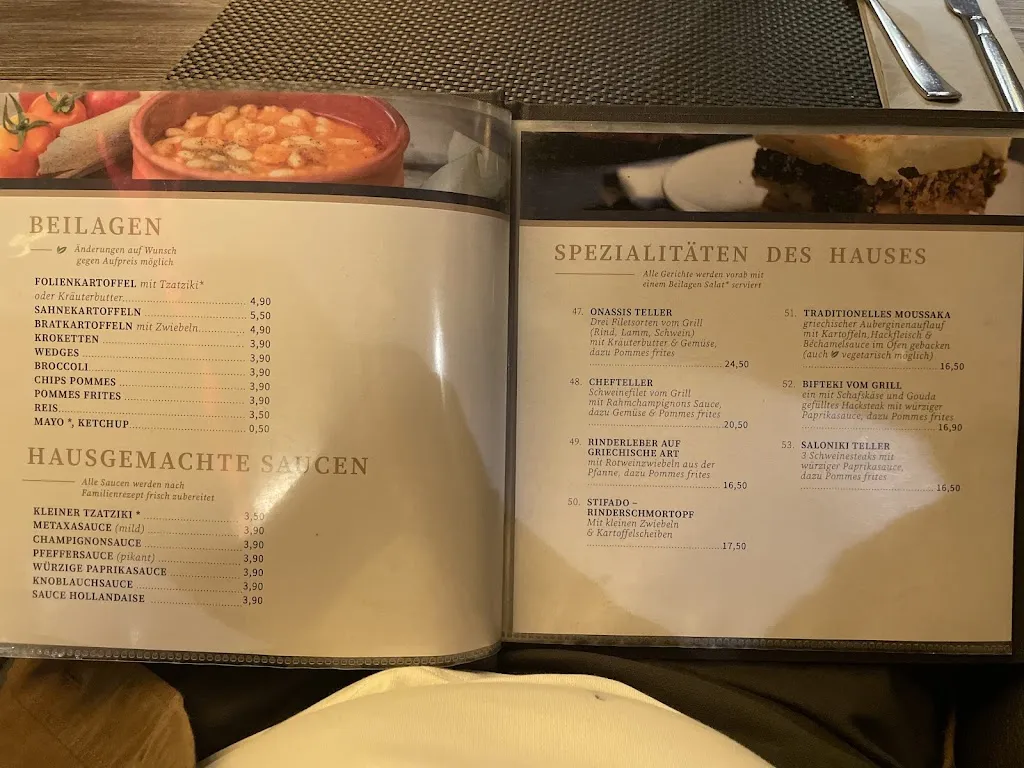 BEILAGEN
Änderungen auf Wunsch
gegen Aufpreis möglich
FOLIENKARTOFFEL mit Tzatziki*
oder Kräuterbutter 4,90
SAHNEKARTOFFELN 5,50
BRATKARTOFFELN mit Zwiebeln 4,90
KROKETTEN 3,90
WEDGES 3,90
BROCCOLI 3,90
CHIPS POMMES 3,90
POMMES FRITES 3,90
REIS 3,50
MAYO *, KETCHUP 0,50
HAUSGEMACHTE SAUCEN
Alle Saucen werden nach
Familienrezept frisch zubereitet
KLEINER TZATZIKI * 3,50
METAXASAUCE (mild) 3,90
CHAMPIGNONSAUCE 3,90
PFEFFERSAUCE (pikant) 3,90
WÜRZIGE PAPRIKASAUCE 3,90
KNOBLAUCHSAUCE 3,90
SAUCE HOLLANDAISE 3,90
SPEZIALITÄTEN DES HAUSES
Alle Gerichte werden vorab mit
einem Beilagen Salat* serviert
47. ONASSIS TELLER
Drei Filetsorten vom Grill
(Rind, Lamm, Schwein)
mit Kräuterbutter & Gemüse,
dazu Pommes frites
24,50
48. CHEFTELLER
Schweinefilet vom Grill
mit Rahmchampignons Sauce,
dazu Gemüse & Pommes frites
20,50
49. RINDERLEBER AUF
GRIECHISCHE ART
mit Rotweinzwiebeln aus der
Pfanne, dazu Pommes frites
16,50
50. STIFADO –
RINDERSCHMORTOPF
Mit kleinen Zwiebeln
& Kartoffelscheiben
17,50
51. TRADITIONELLES MOUSSAKA
griechischer Auberginenauflauf
mit Kartoffeln, Hackfleisch &
Béchamelsauce im Ofen gebacken
(auch vegetarisch möglich)
16,50
52. BIFTEKI VOM GRILL
ein mit Schafskäse und Gouda
gefülltes Hacksteak mit würziger
Paprikasauce, dazu Pommes frites
16,90
53. SALONIKI TELLER
3 Schweinesteaks mit
würziger Paprikasauce,
dazu Pommes frites
16,50